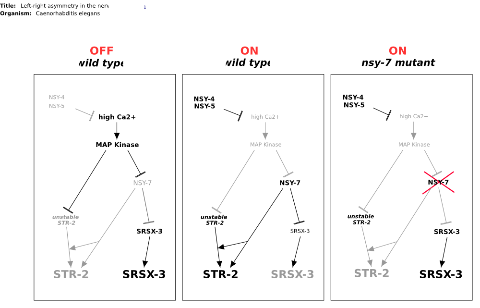 Title: Left-right asymmetry in the nerv
Organism: Caenorhabditis elegans
OFF
wild type
ON
wild type
ON
nsy-7 mutant
NSY-4
NSY-5
high Ca2+
MAP Kinase
NSY-7
unstable
STR-2
SRSX-3
STR-2
SRSX-3
NSY-4
NSY-5
high Ca2+
MAP Kinase
NSY-7
unstable
STR-2
SRSX-3
STR-2
SRSX-3
NSY-4
NSY-5
high Ca2+
MAP Kinase
NSY-7
unstable
STR-2
SRSX-3
STR-2
SRSX-3